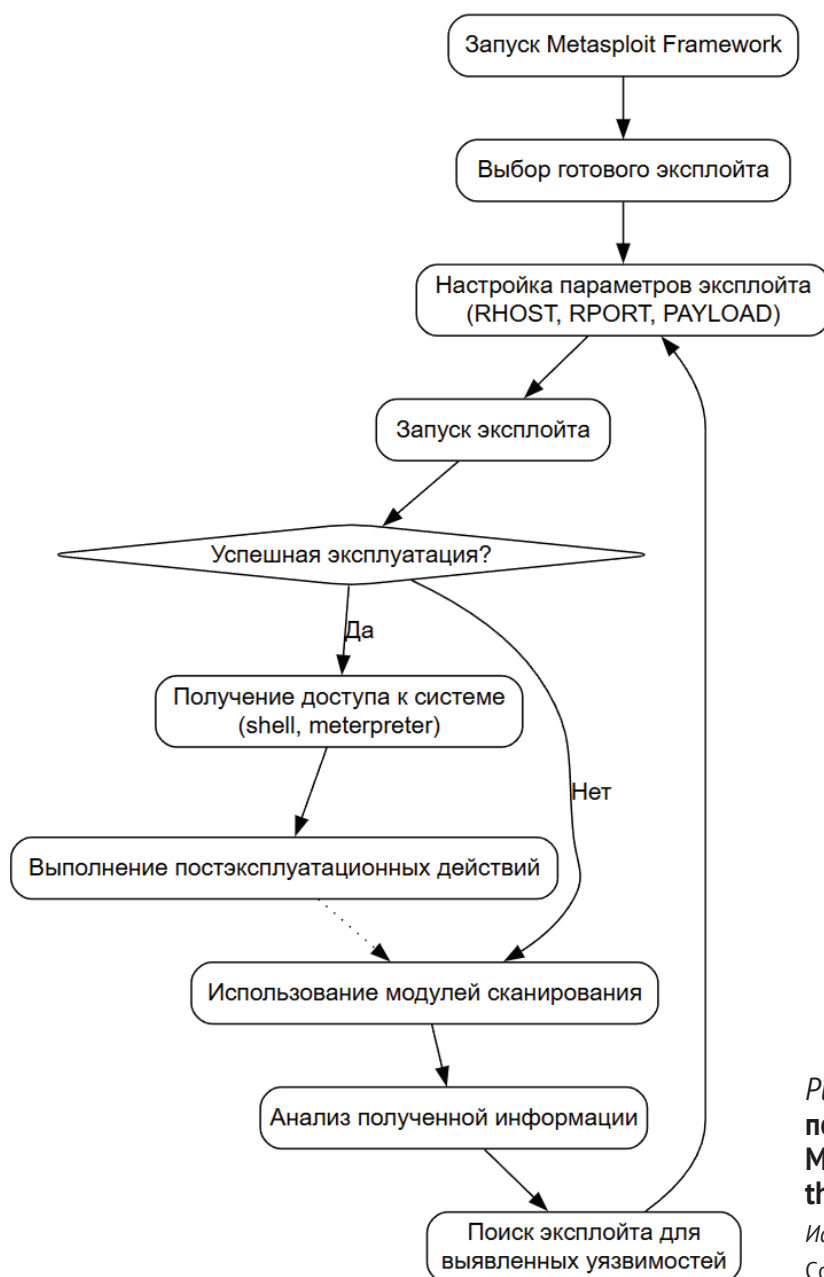 Запуск Metasploit Framework
Выбор готового эксплойта
Настройка параметров эксплойта
(RHOST, RPORT, PAYLOAD)
Запуск эксплойта
Успешная эксплуатация?
Да
Получение доступа к системе
(shell, meterpreter)
Нет
Выполнение постэксплуатационных действий
Использование модулей сканирования
Анализ полученной информации
Поиск эксплойта для
выявленных уязвимостей